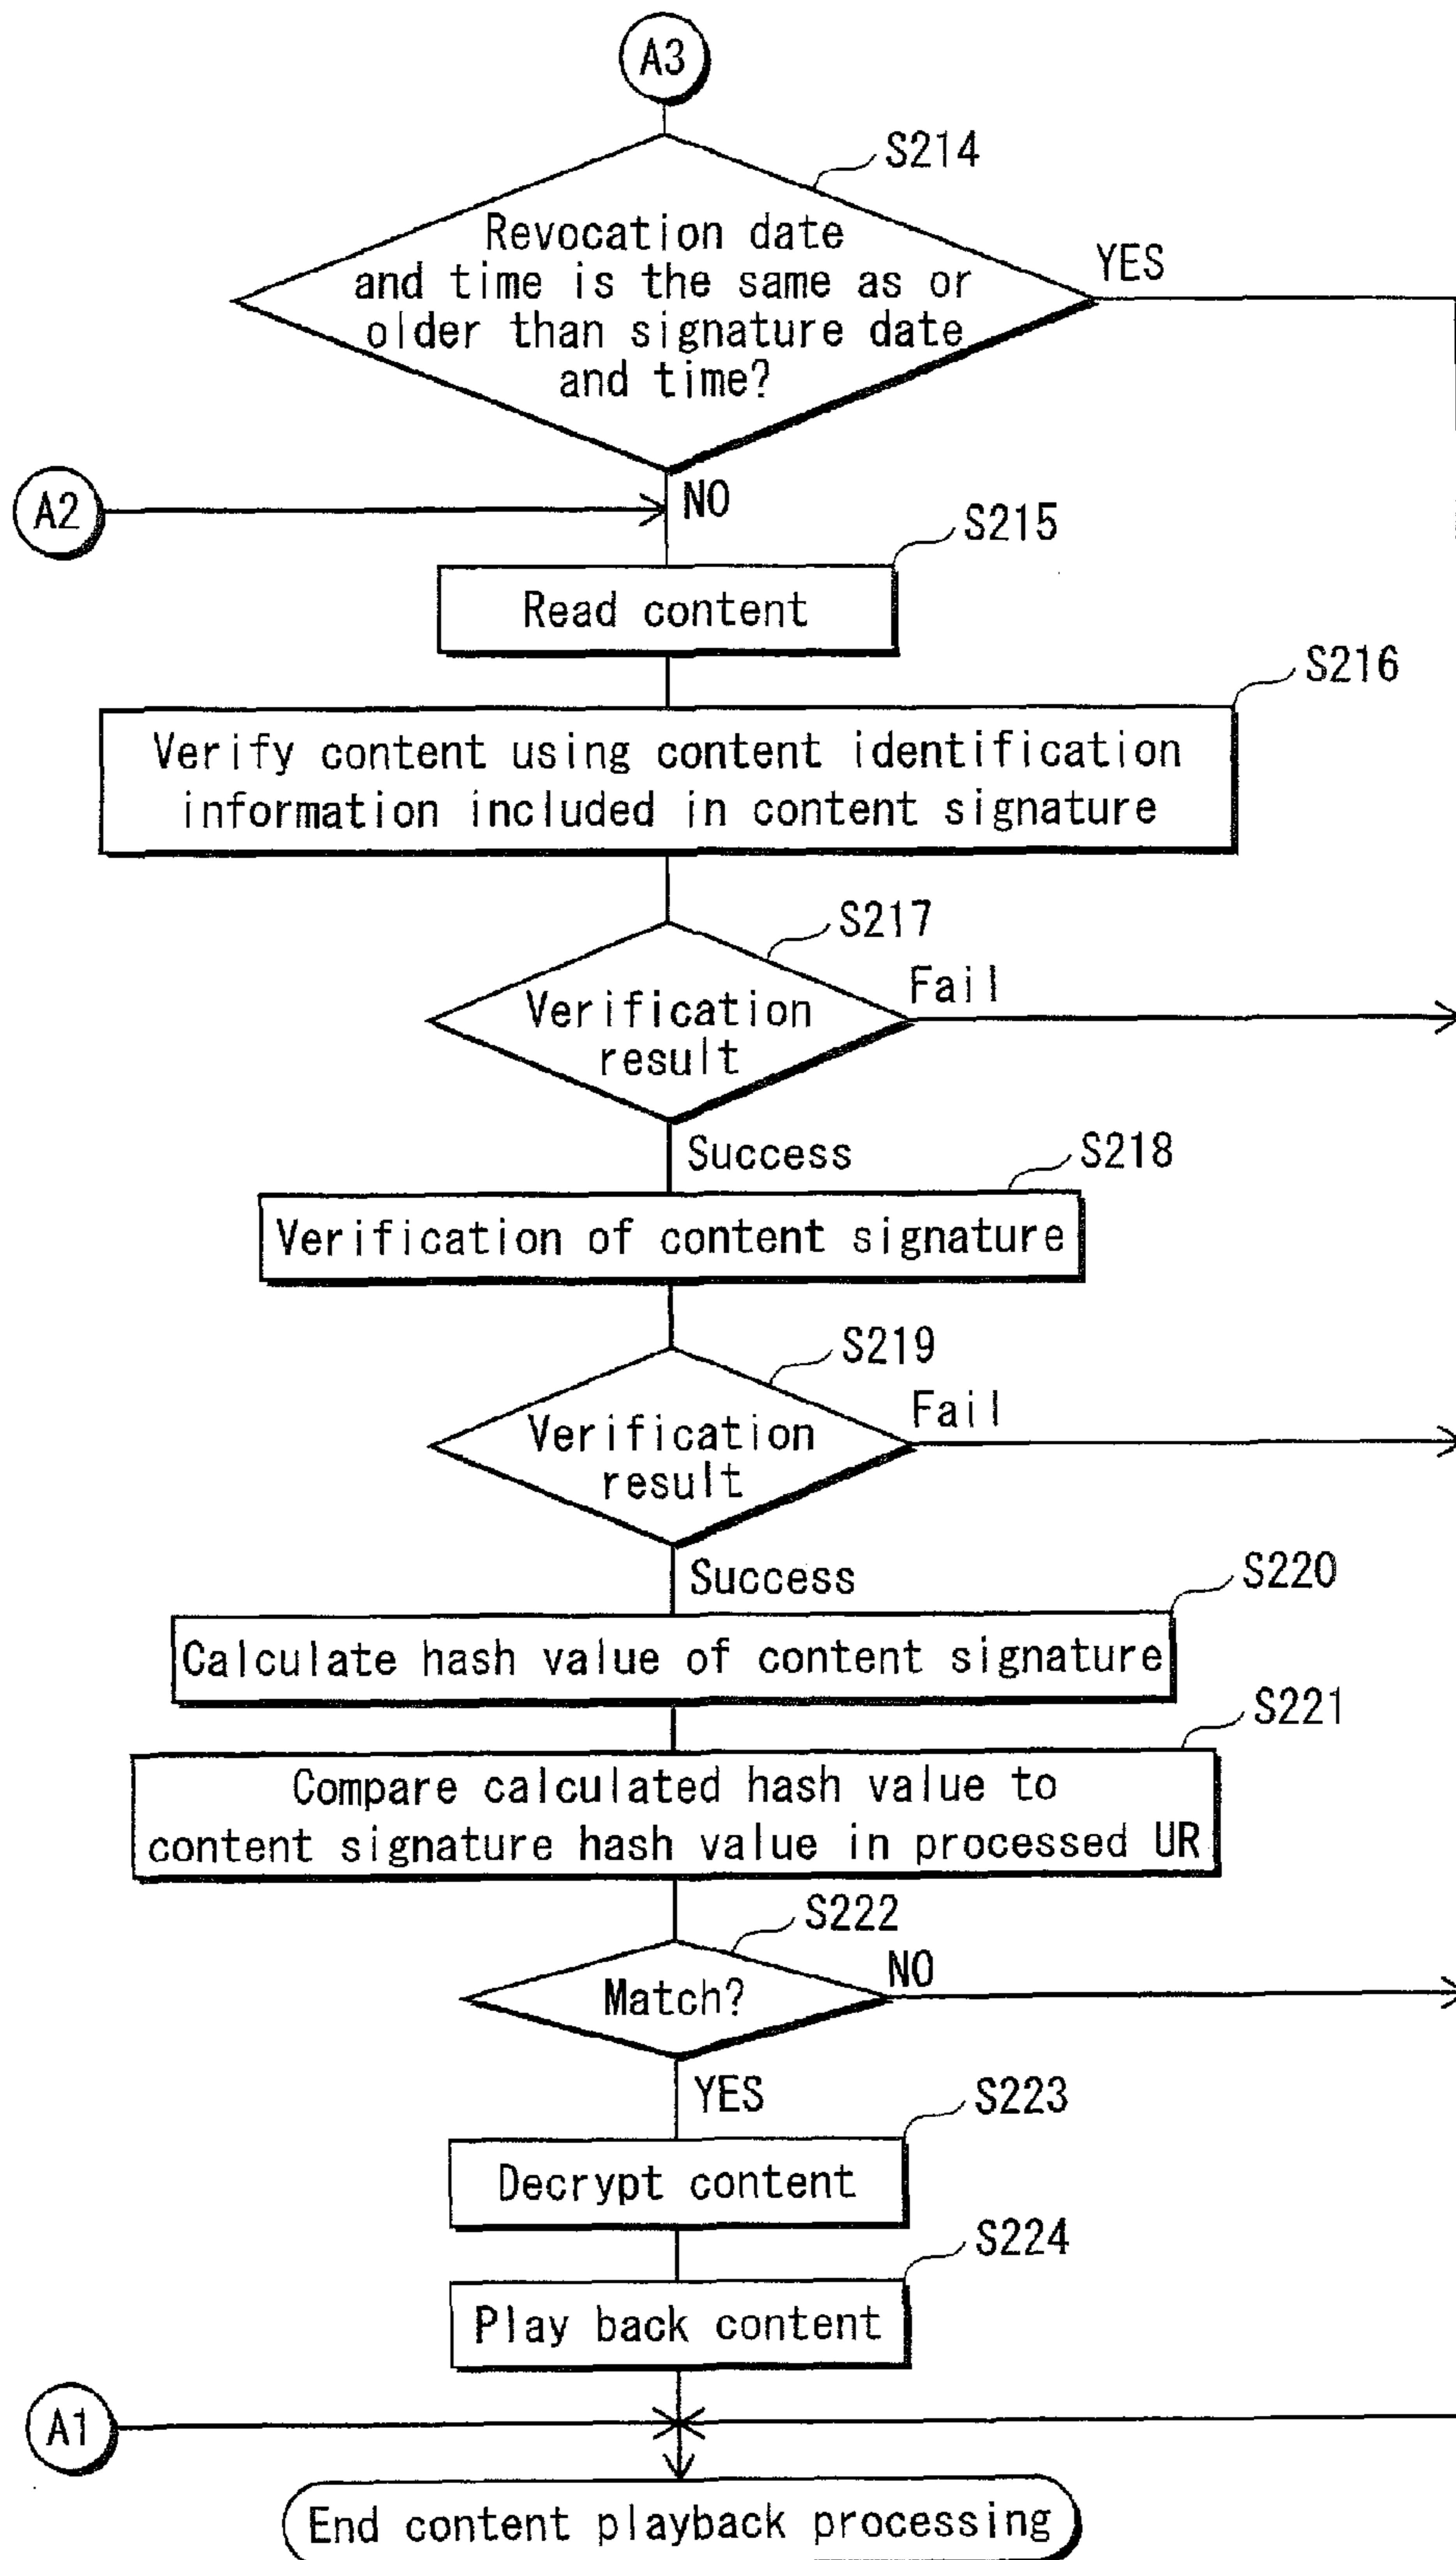 A3
S214
Revocation date
and time is the same as or
older than signature date
and time?
YES
A2
NO
S215
Read content
S216
Verify content using content identification
information included in content signature
S217
Verification
result
Fail
Success
S218
Verification of content signature
S219
Verification
result
Fail
Success
S220
Calculate hash value of content signature
S221
Compare calculated hash value to
content signature hash value in processed UR
S222
Match?
NO
YES
S223
Decrypt content
S224
Play back content
A1
End content playback processing